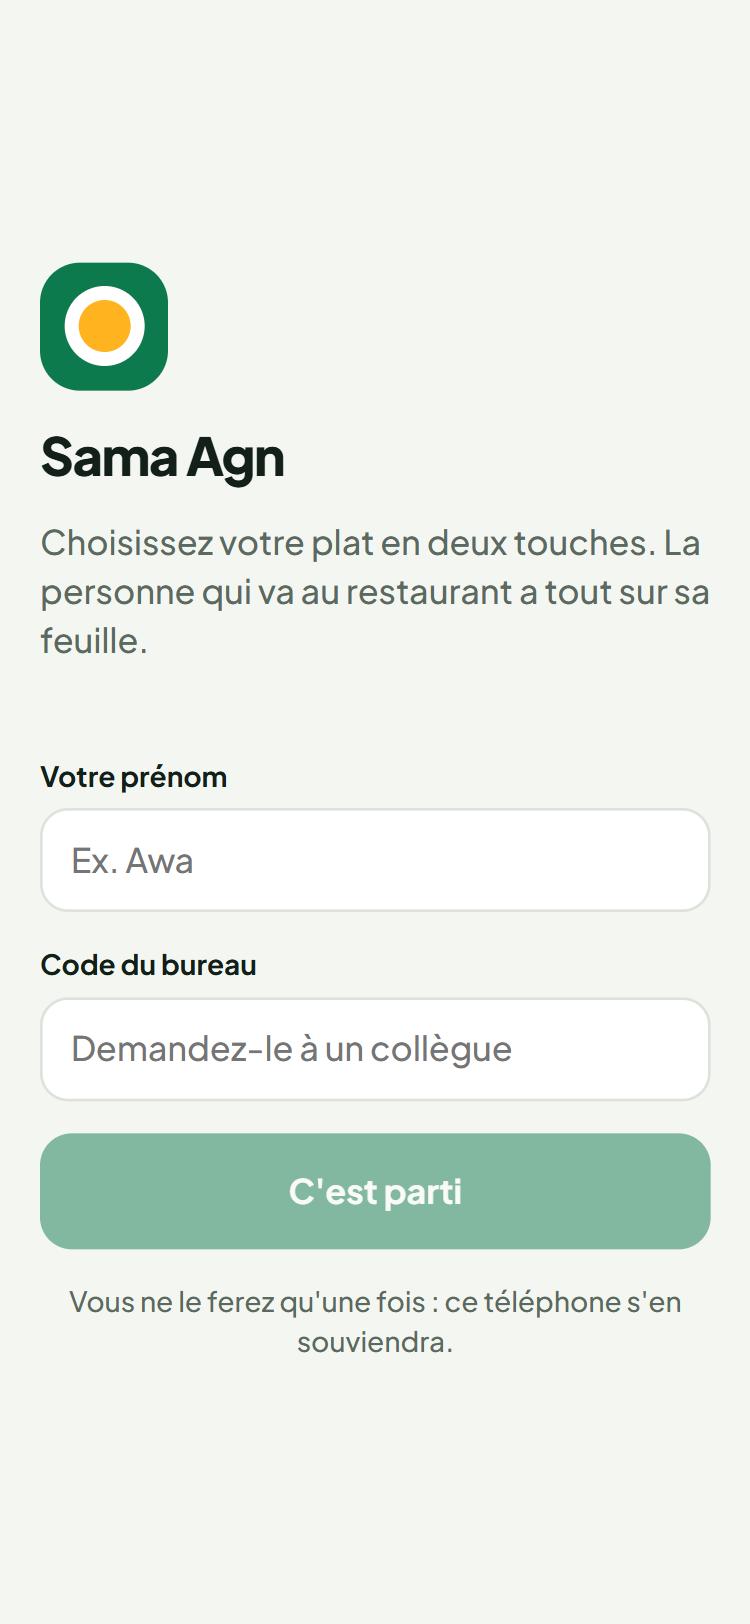 Sama Agn
Choisissez votre plat en deux touches. La
personne qui va au restaurant a tout sur sa
feuille.
Votre prénom
Ex. Awa
Code du bureau
Demandez-le à un collègue
C'est parti
Vous ne le ferez qu'une fois : ce téléphone s'en
souviendra.